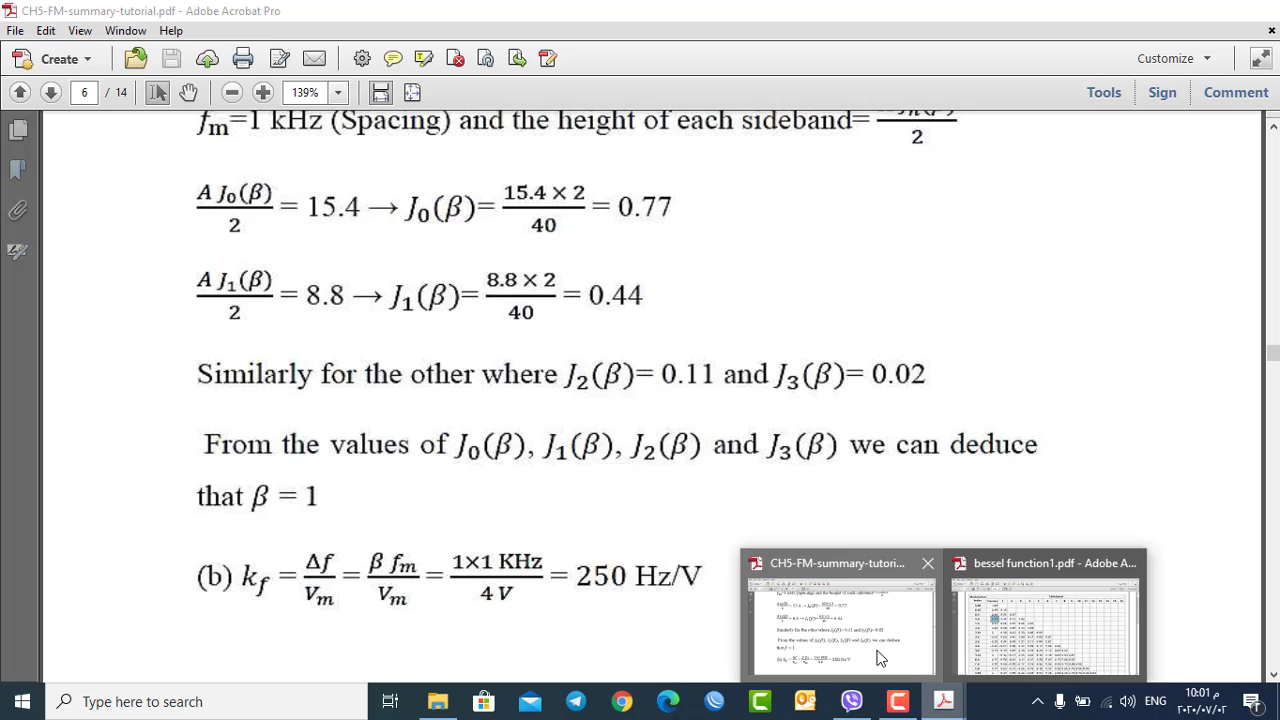 CH5-FM-summary-tutorial.pdf - Adobe Acrobat Pro
File Edit View Window Help
Create Customize
6 / 14 139% Tools Sign Comment
fm=1 kHz (Spacing) and the height of each sideband= /2
A J₀(β)/2 = 15.4 → J₀(β)= 15.4 × 2/40 = 0.77
A J₁(β)/2 = 8.8 → J₁(β)= 8.8 × 2/40 = 0.44
Similarly for the other where J₂(β)= 0.11 and J₃(β)= 0.02
From the values of J₀(β), J₁(β), J₂(β) and J₃(β) we can deduce
that β = 1
(b) kf = Δf/Vm = β fm/Vm = 1×1 KHz/4 V = 250 Hz/V
CH5-FM-summary-tutori...
bessel function1.pdf - Adobe A...
Type here to search
ENG
10:01 م
٢٠٢٠/٠٧/٠٢